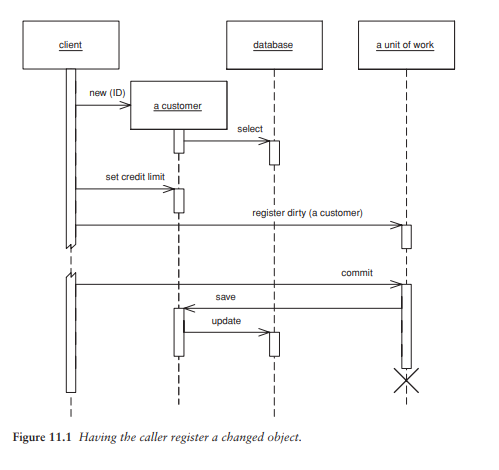 client
database
a unit of work
new (ID)
a customer
select
set credit limit
register dirty (a customer)
commit
save
update
Figure 11.1 Having the caller register a changed object.